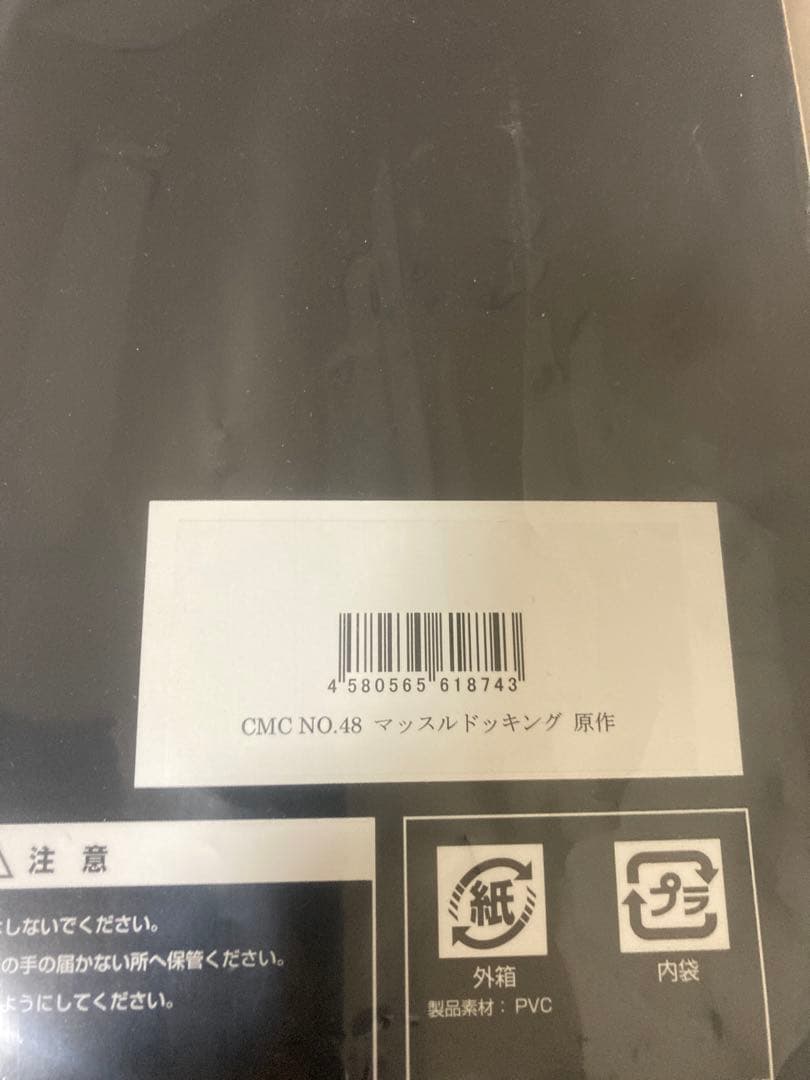 4 580565 618743
CMC NO.48 マッスルドッキング 原作
注意
しないでください。
の手の届かない所へ保管ください。
ようにしてください。
紙
外箱
プラ
内袋
製品素材：PVC